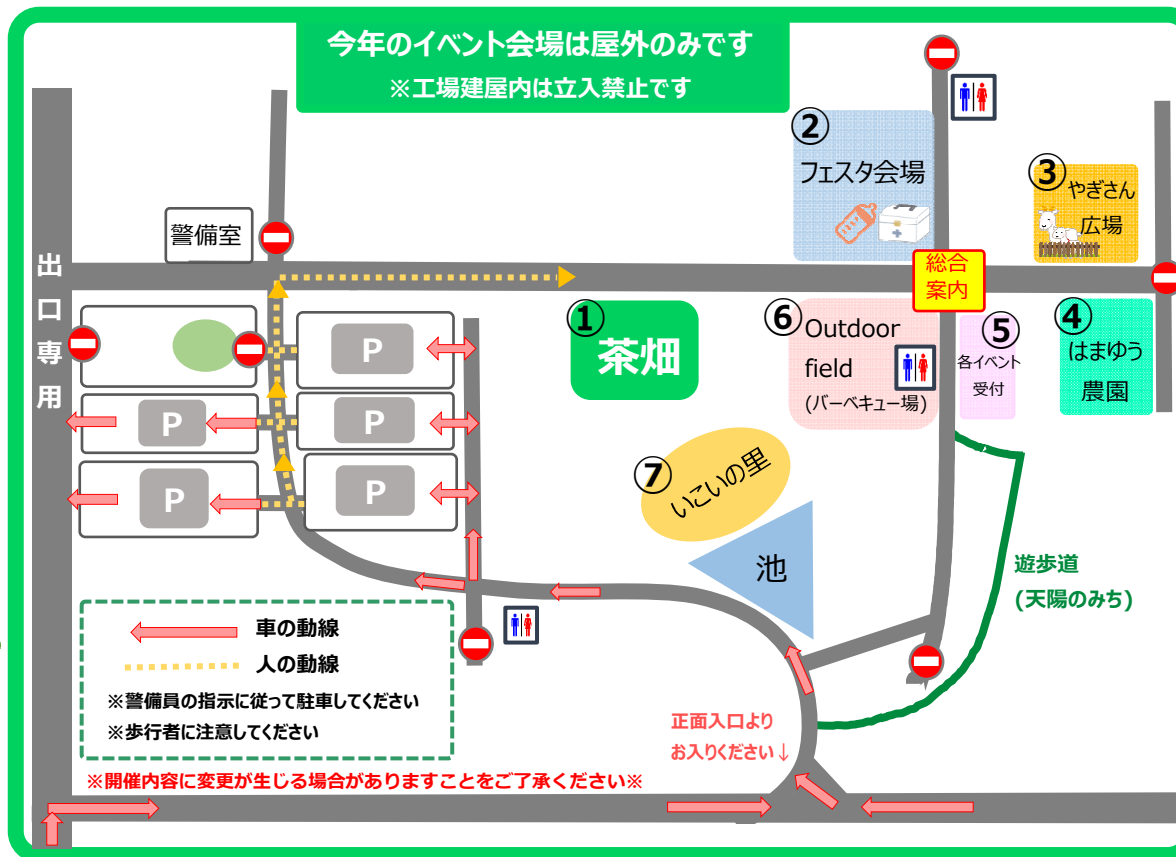 今年のイベント会場は屋外のみです
※工場建屋内は立入禁止です
②
フェスタ会場
③
やぎさん
広場
警備室
総合
案内
出口専用
P
P
P
P
P
①
茶畑
⑥
Outdoor
field
(バーベキュー場)
⑤
各イベント
受付
④
はまゆう
農園
⑦
いこいの里
池
遊歩道
(天陽のみち)
車の動線
人の動線
※警備員の指示に従って駐車してください
※歩行者に注意してください
正面入口より
お入りください↓
※開催内容に変更が生じる場合がありますことをご了承ください※